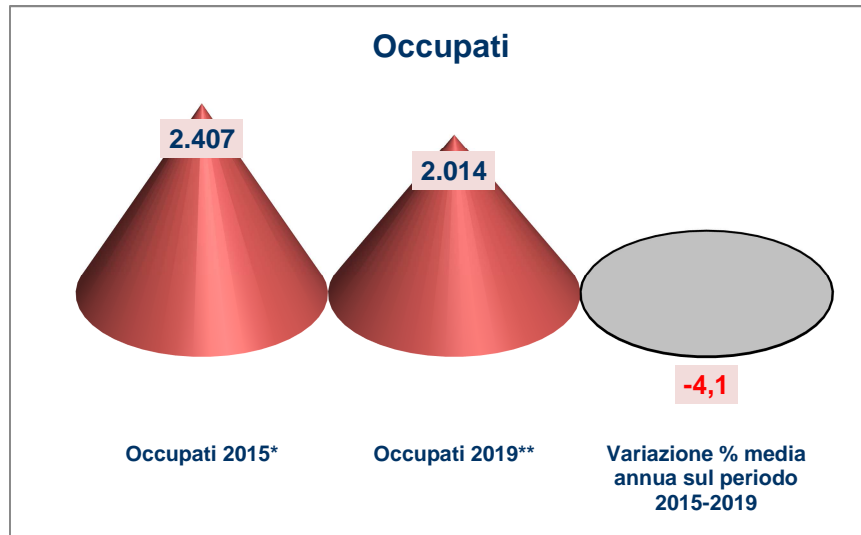 Occupati
2.407
2.014
-4,1
Occupati 2015*
Occupati 2019**
Variazione % media
annua sul periodo
2015-2019